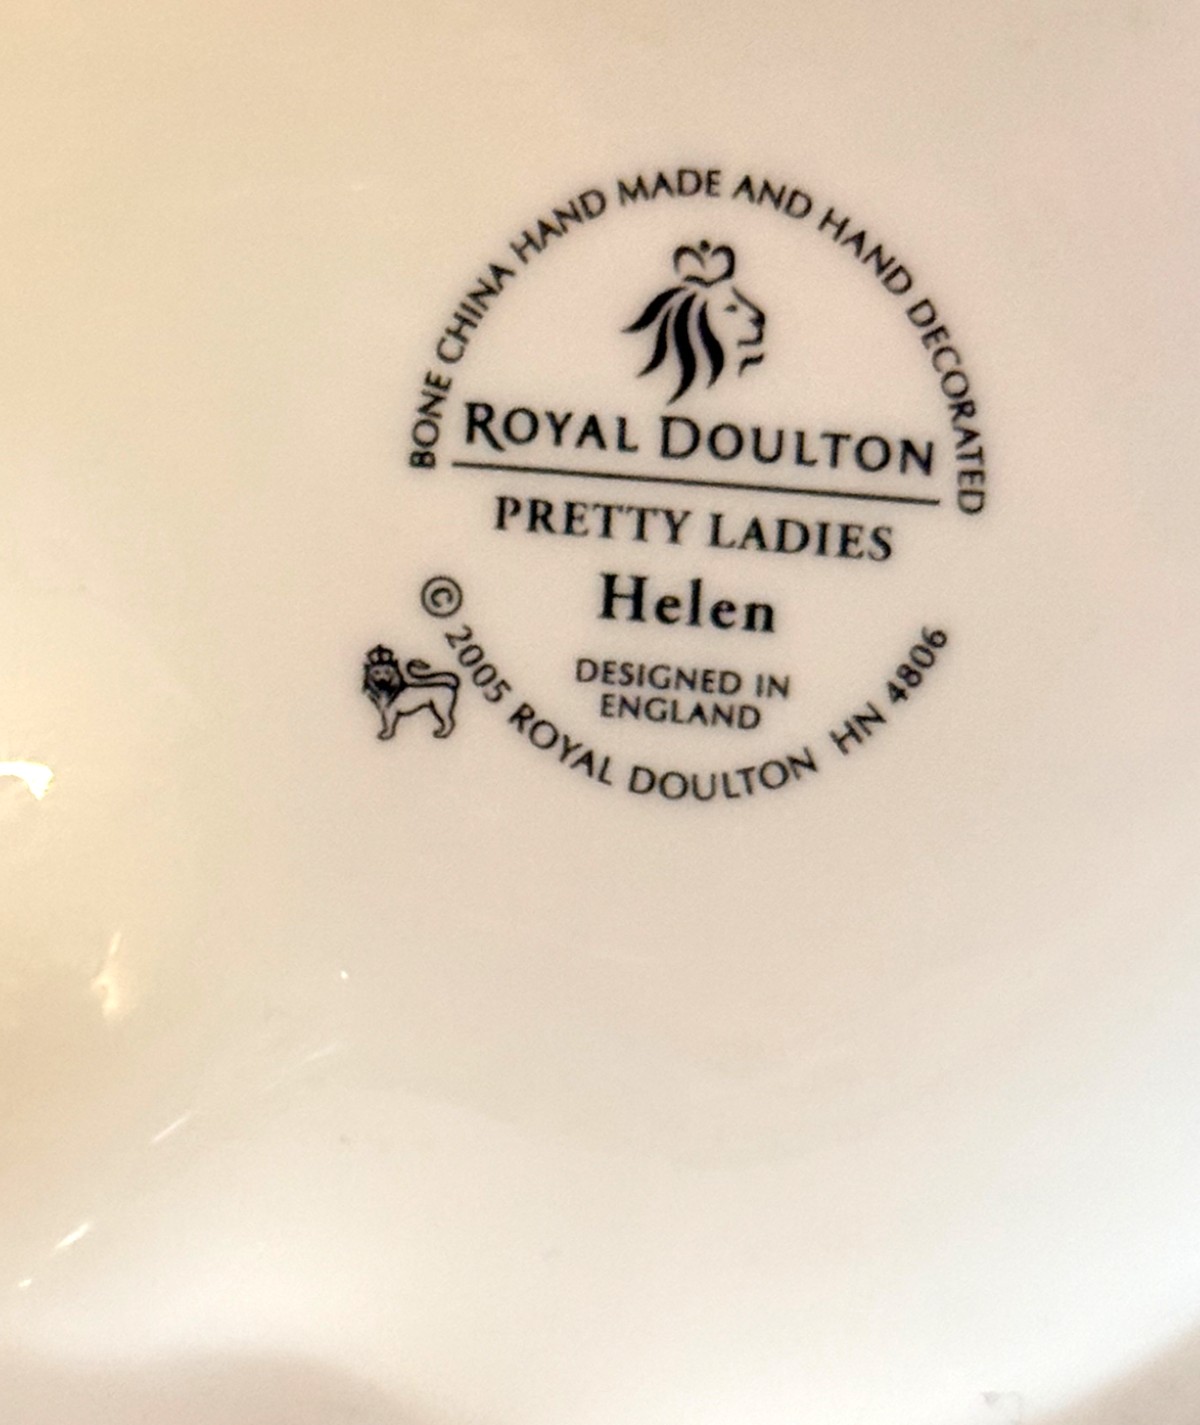 BONE CHINA HAND MADE AND HAND DECORATED
ROYAL DOULTON
PRETTY LADIES
Helen
DESIGNED IN
ENGLAND
© 2005 ROYAL DOULTON HN 4806